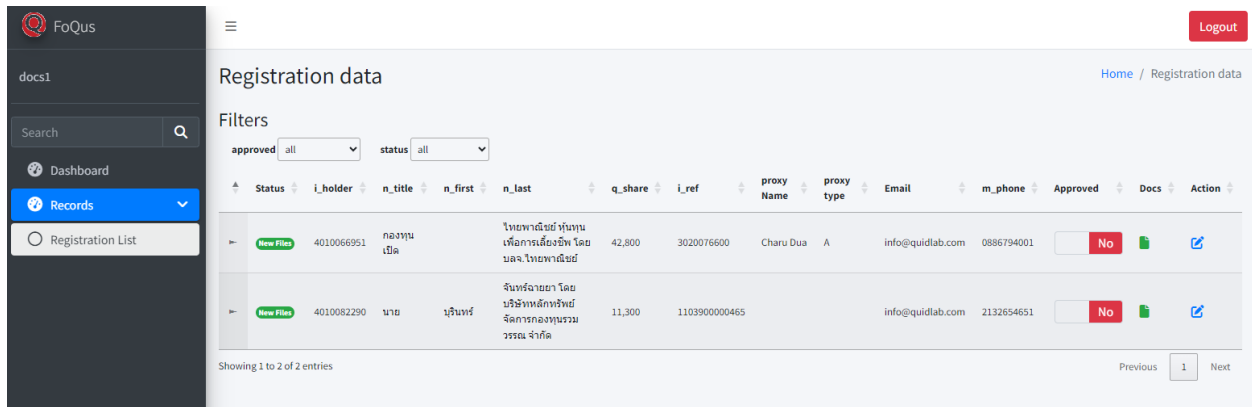 FoQus
Logout
docs1
Registration data
Home / Registration data
Search
Filters
approved all status all
Dashboard
Records
Registration List
Status i_holder n_title n_first n_last q_share i_ref proxy Name proxy type Email m_phone Approved Docs Action
New Files 4010066951 กองทุน
เปิด
ไทยพาณิชย์ หุ้นทุน
เพื่อการเลี้ยงชีพ โดย
บลจ.ไทยพาณิชย์
42,800 3020076600 Charu Dua A info@quidlab.com 0886794001 No
New Files 4010082290 นาย บุรินทร์
จันทร์ฉายยา โดย
บริษัทหลักทรัพย์
จัดการกองทุนรวม
วรรณ จำกัด
11,300 1103900000465 info@quidlab.com 2132654651 No
Showing 1 to 2 of 2 entries
Previous 1 Next